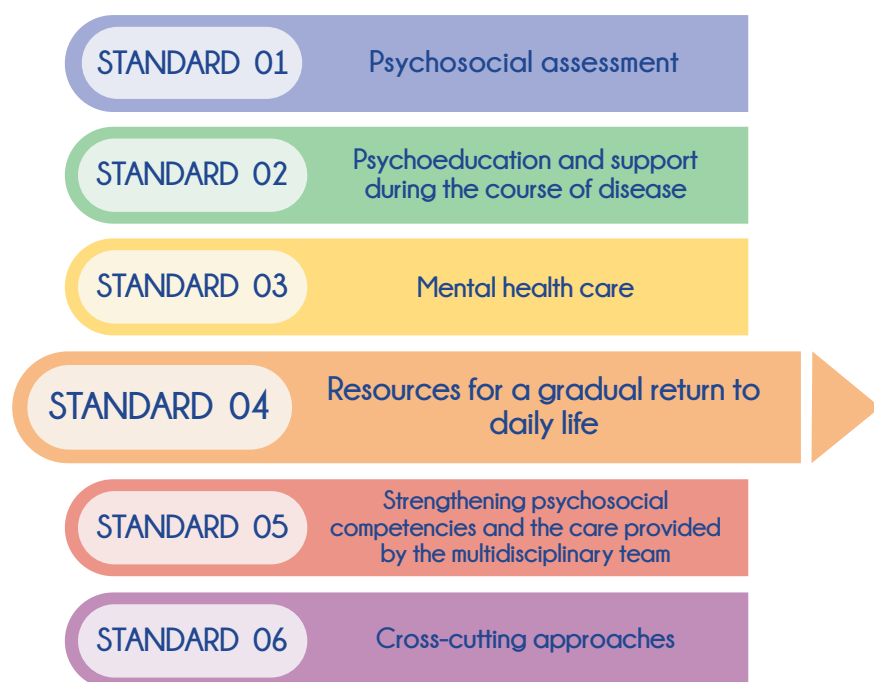 STANDARD 01
Psychosocial assessment
STANDARD 02
Psychoeducation and support
during the course of disease
STANDARD 03
Mental health care
STANDARD 04
Resources for a gradual return to
daily life
STANDARD 05
Strengthening psychosocial
competencies and the care provided
by the multidisciplinary team
STANDARD 06
Cross-cutting approaches